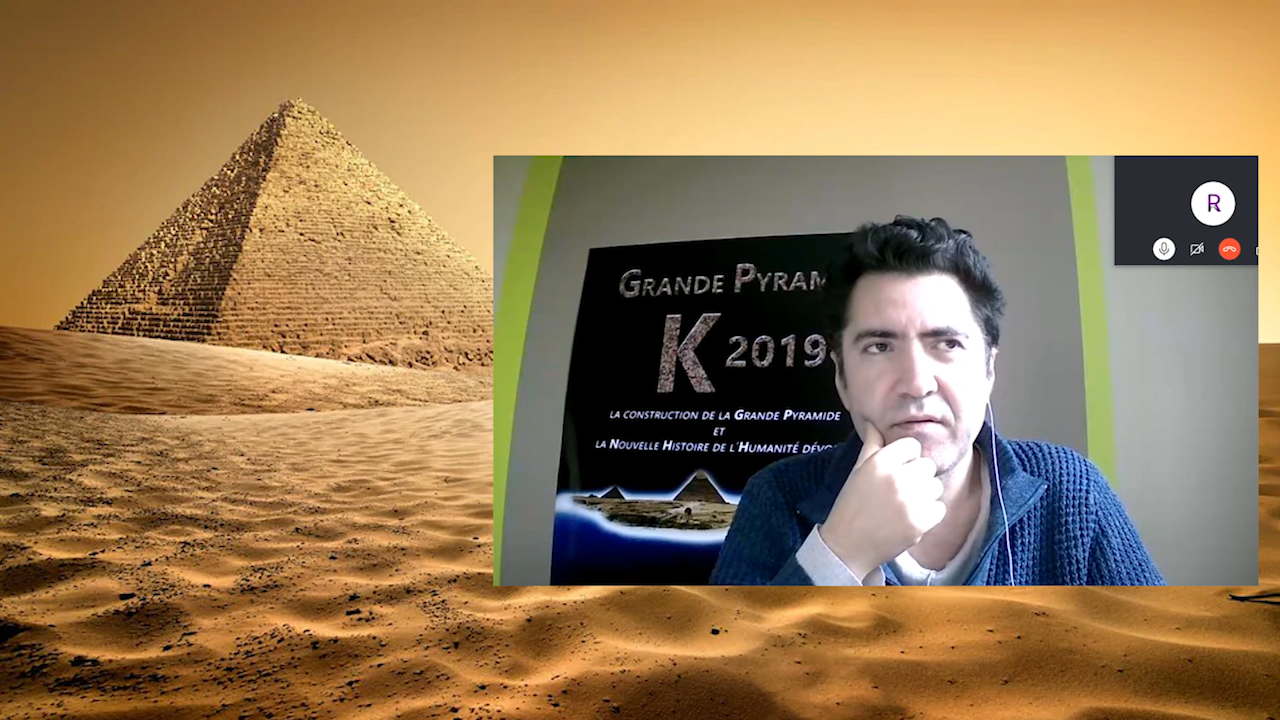 GRANDE PYRAM
K 2019
LA CONSTRUCTION DE LA GRANDE PYRAMIDE
ET
LA NOUVELLE HISTOIRE DE L'HUMANITÉ DÉVO
R